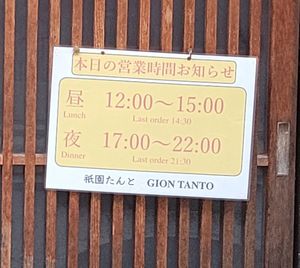 本日の営業時間お知らせ
昼 12:00～15:00
Lunch Last order 14:30
夜 17:00～22:00
Dinner Last order 21:30
祇園たんと GION TANTO